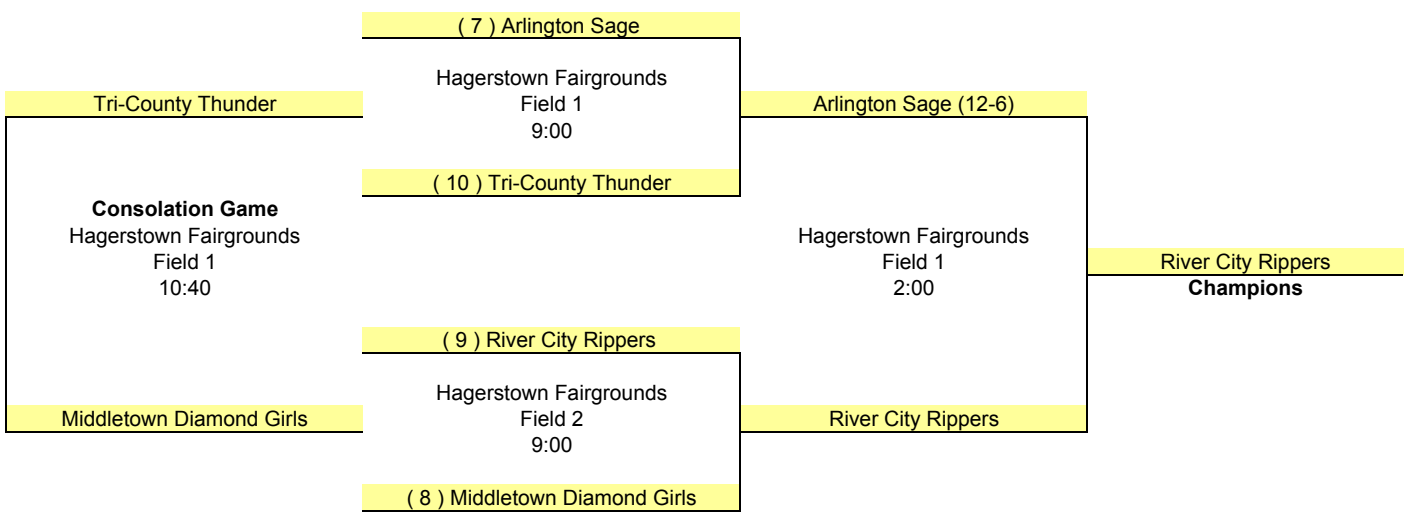 ( 7 ) Arlington Sage
Hagerstown Fairgrounds
Field 1
9:00
( 10 ) Tri-County Thunder
Tri-County Thunder
Consolation Game
Hagerstown Fairgrounds
Field 1
10:40
Middletown Diamond Girls
( 9 ) River City Rippers
Hagerstown Fairgrounds
Field 2
9:00
( 8 ) Middletown Diamond Girls
Arlington Sage (12-6)
Hagerstown Fairgrounds
Field 1
2:00
River City Rippers
River City Rippers
Champions